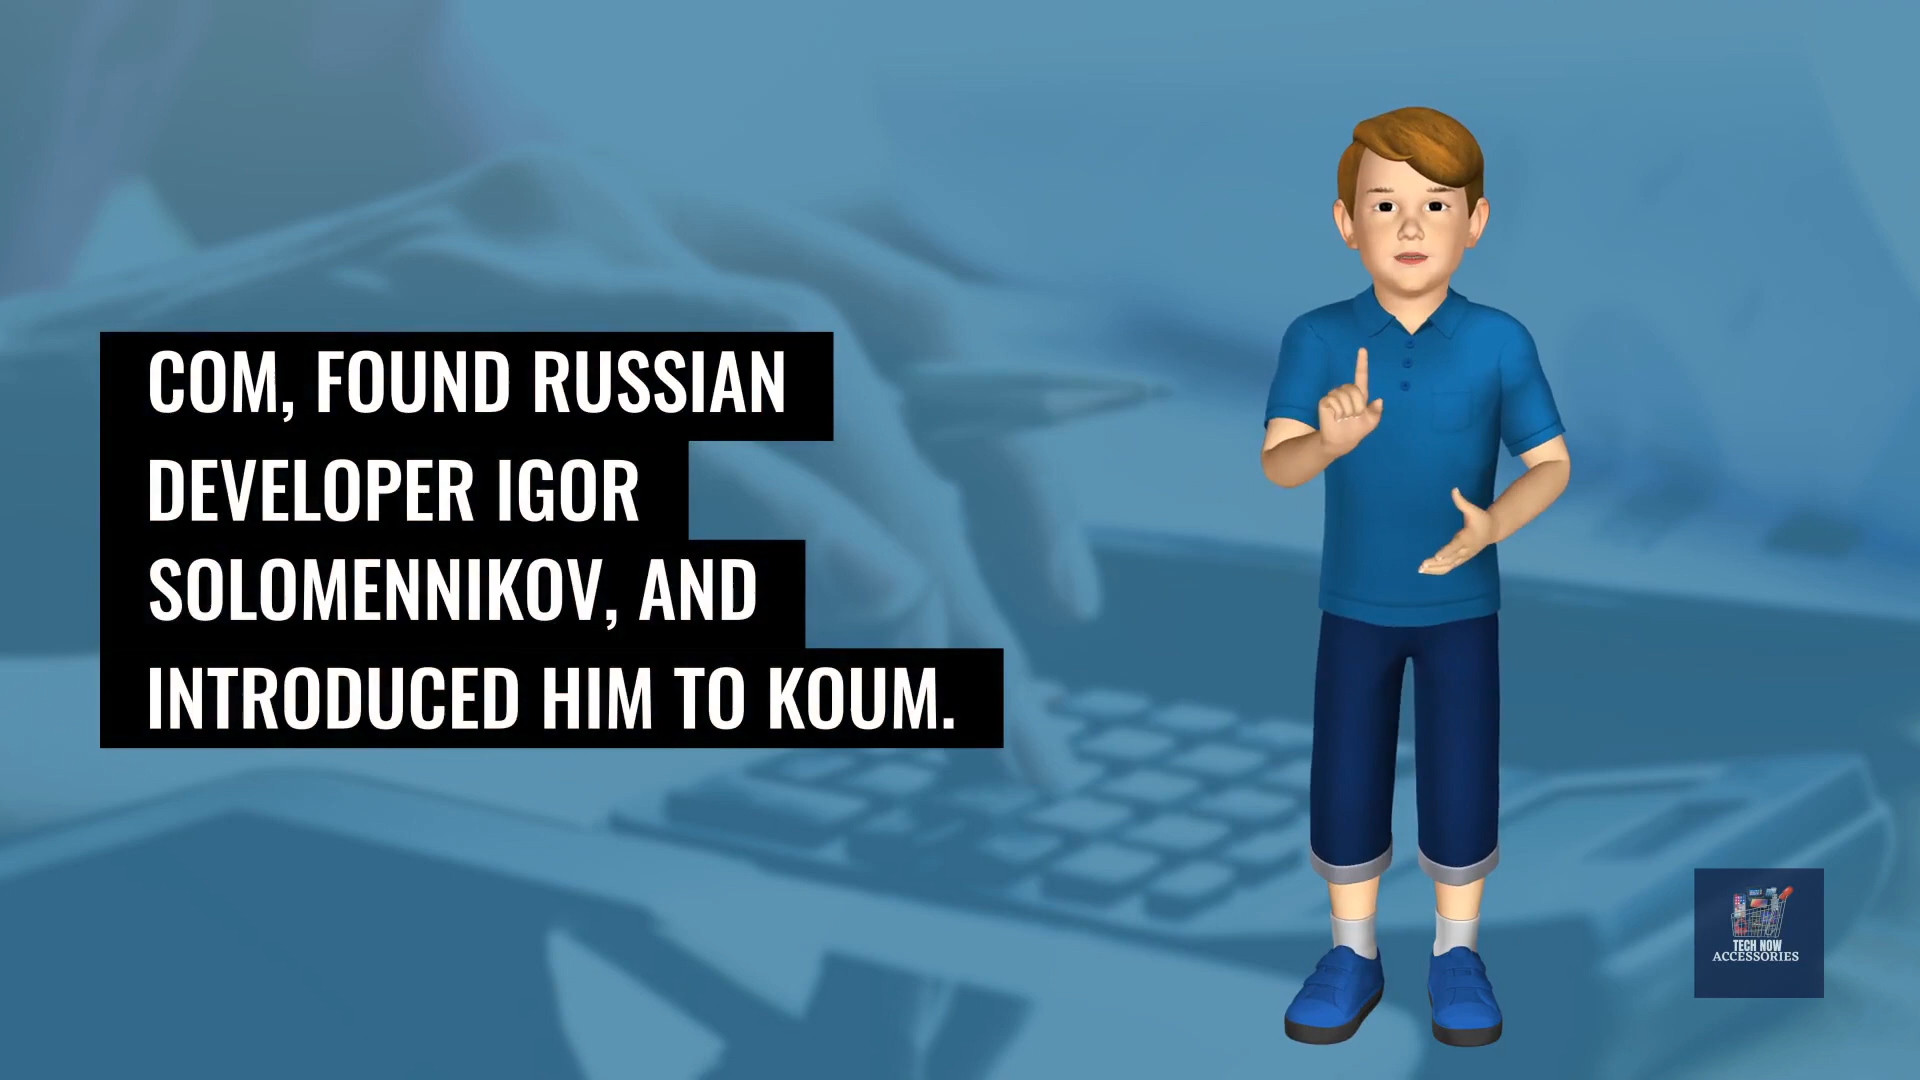 COM, FOUND RUSSIAN
DEVELOPER IGOR
SOLOMENNIKOV, AND
INTRODUCED HIM TO KOUM.
TECH NOW
ACCESSORIES